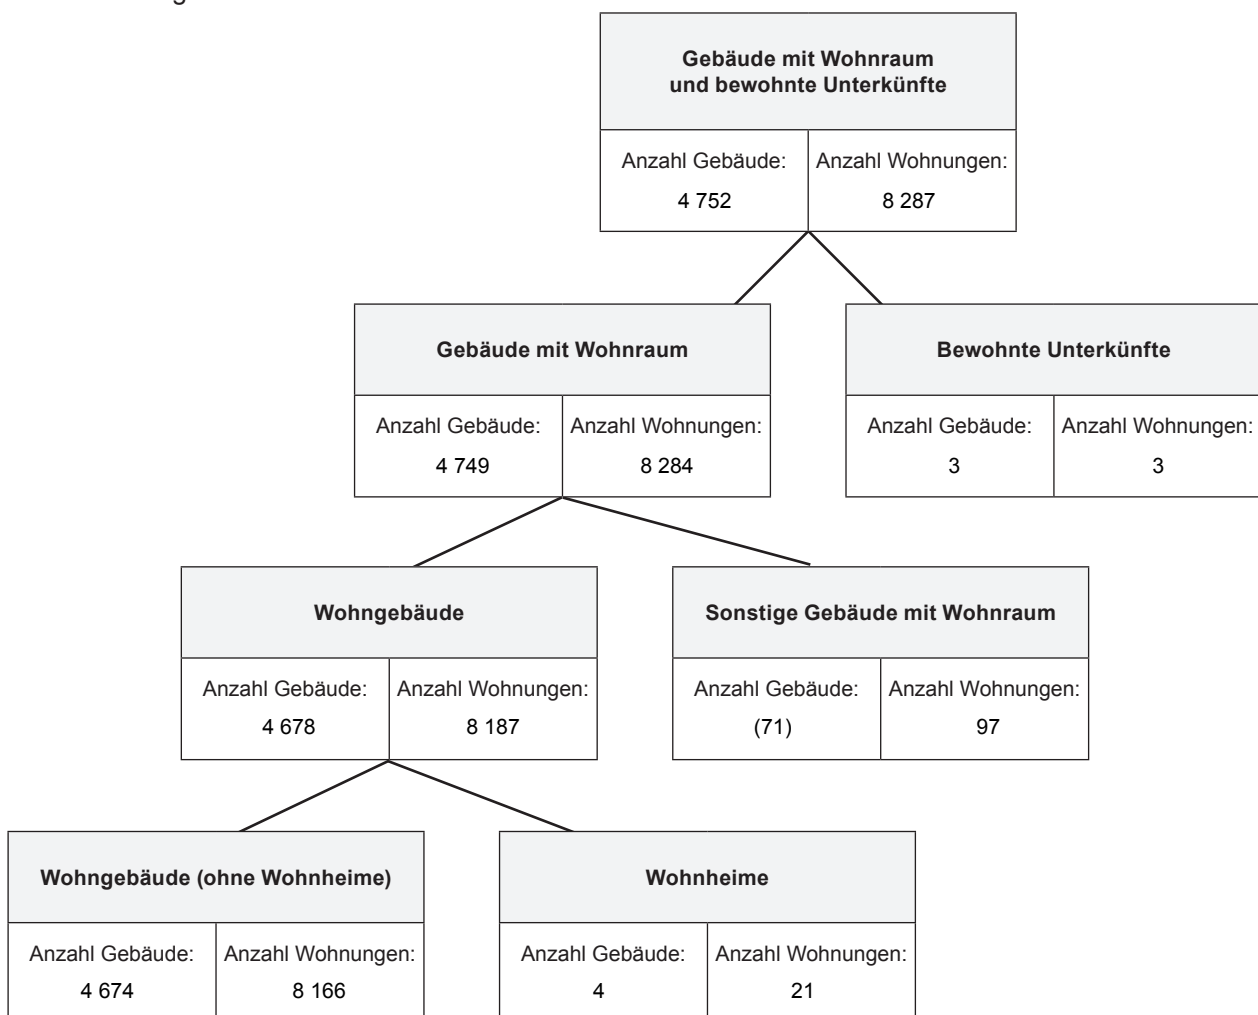 Gebäude mit Wohnraum
und bewohnte Unterkünfte
Anzahl Gebäude: Anzahl Wohnungen:
4 752 8 287
Gebäude mit Wohnraum Bewohnte Unterkünfte
Anzahl Gebäude: Anzahl Wohnungen: Anzahl Gebäude: Anzahl Wohnungen:
4 749 8 284 3 3
Wohngebäude Sonstige Gebäude mit Wohnraum
Anzahl Gebäude: Anzahl Wohnungen: Anzahl Gebäude: Anzahl Wohnungen:
4 678 8 187 (71) 97
Wohngebäude (ohne Wohnheime) Wohnheime
Anzahl Gebäude: Anzahl Wohnungen: Anzahl Gebäude: Anzahl Wohnungen:
4 674 8 166 4 21